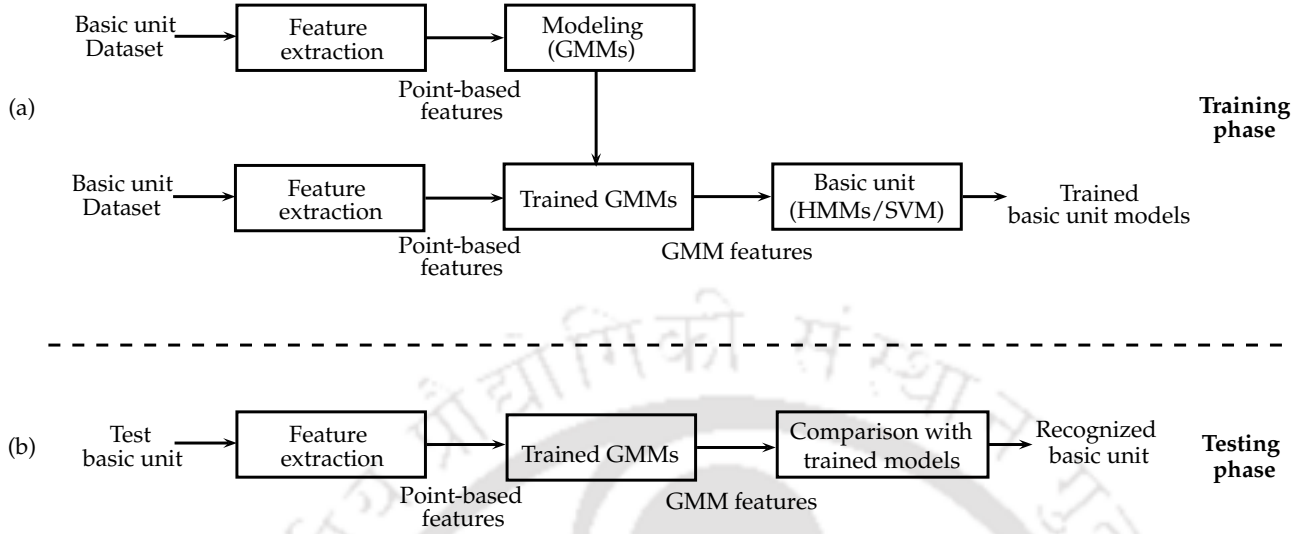 Basic unit
Dataset
Feature
extraction
Modeling
(GMMs)
Point-based
features
(a)
Training
phase
Basic unit
Dataset
Feature
extraction
Trained GMMs
Basic unit
(HMMs/SVM)
Trained
basic unit models
Point-based
features
GMM features
प्रौद्योगिकी संस्थान
(b)
Test
basic unit
Feature
extraction
Trained GMMs
Comparison with
trained models
Recognized
basic unit
Testing
phase
Point-based
features
GMM features